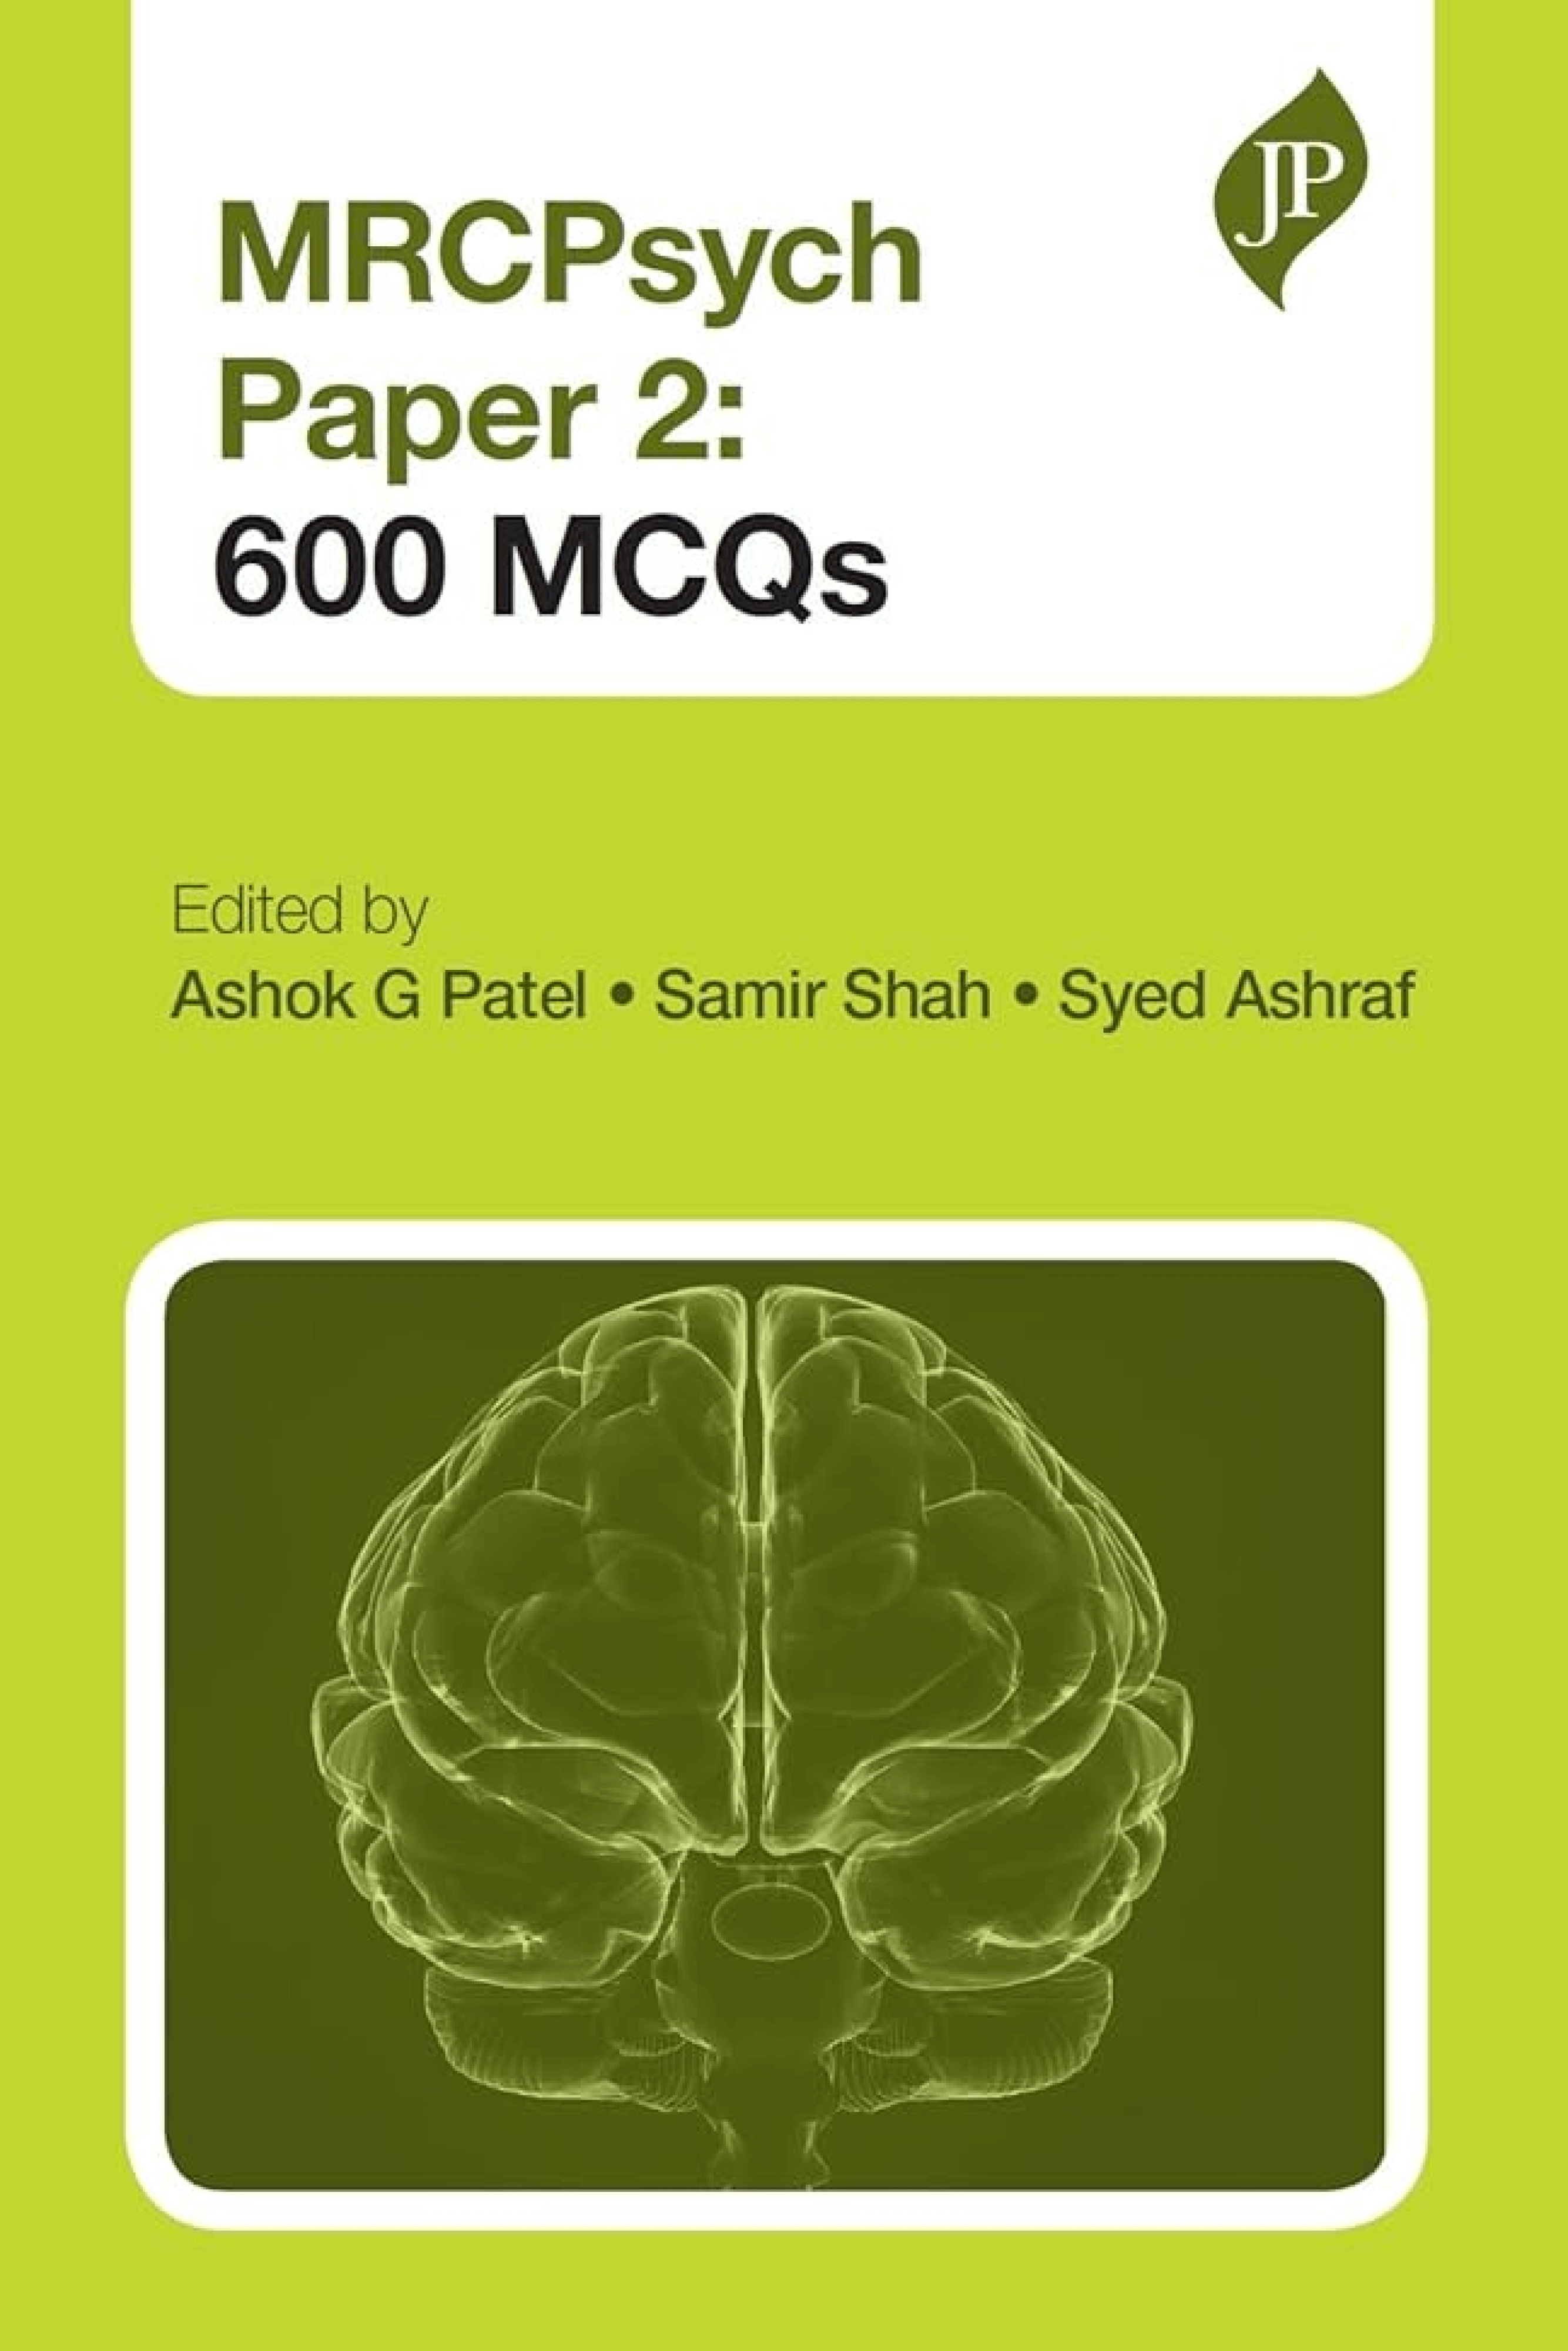 JP
MRCPsych
Paper 2:
600 MCQs
Edited by
Ashok G Patel • Samir Shah • Syed Ashraf